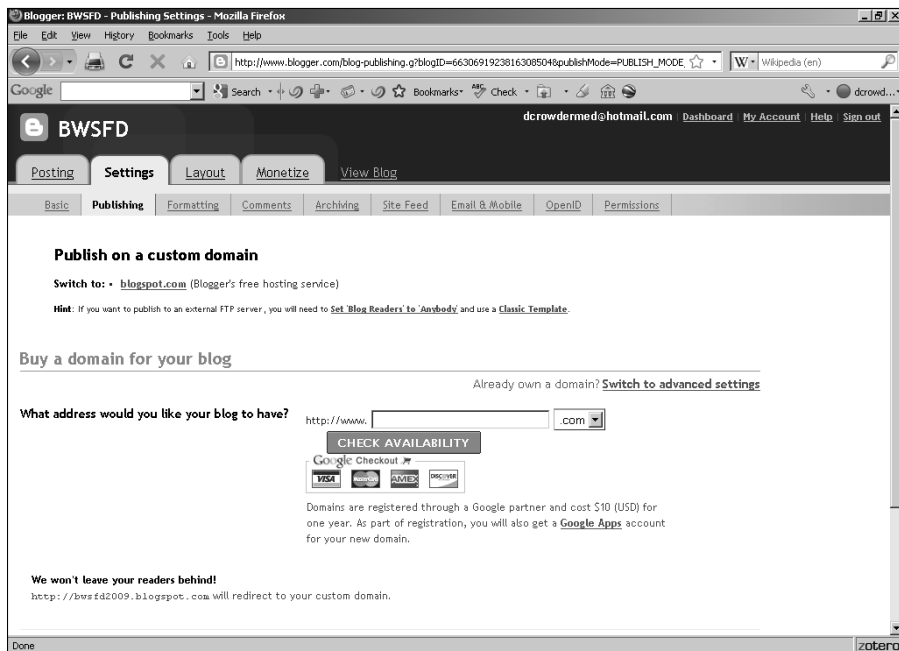 Blogger: BWSFD - Publishing Settings - Mozilla Firefox
File Edit View History Bookmarks Tools Help
http://www.blogger.com/blog-publishing.g?blogID=6630691923816308504&publishMode=PUBLISH_MODE_ W Wikipedia (en)
Google Search Bookmarks Check dcrowd...
dcrowdermed@hotmail.com Dashboard My Account Help Sign out
BWSFD
Posting Settings Layout Monetize View Blog
Basic Publishing Formatting Comments Archiving Site Feed Email & Mobile OpenID Permissions
Publish on a custom domain
Switch to: • blogspot.com (Blogger's free hosting service)
Hint: If you want to publish to an external FTP server, you will need to Set 'Blog Readers' to 'Anybody' and use a Classic Template.
Buy a domain for your blog
Already own a domain? Switch to advanced settings
What address would you like your blog to have? http://www. .com
CHECK AVAILABILITY
Google Checkout
VISA MasterCard AMEX DISCOVER
Domains are registered through a Google partner and cost $10 (USD) for
one year. As part of registration, you will also get a Google Apps account
for your new domain.
We won't leave your readers behind!
http://bwsfd2009.blogspot.com will redirect to your custom domain.
Done zotero